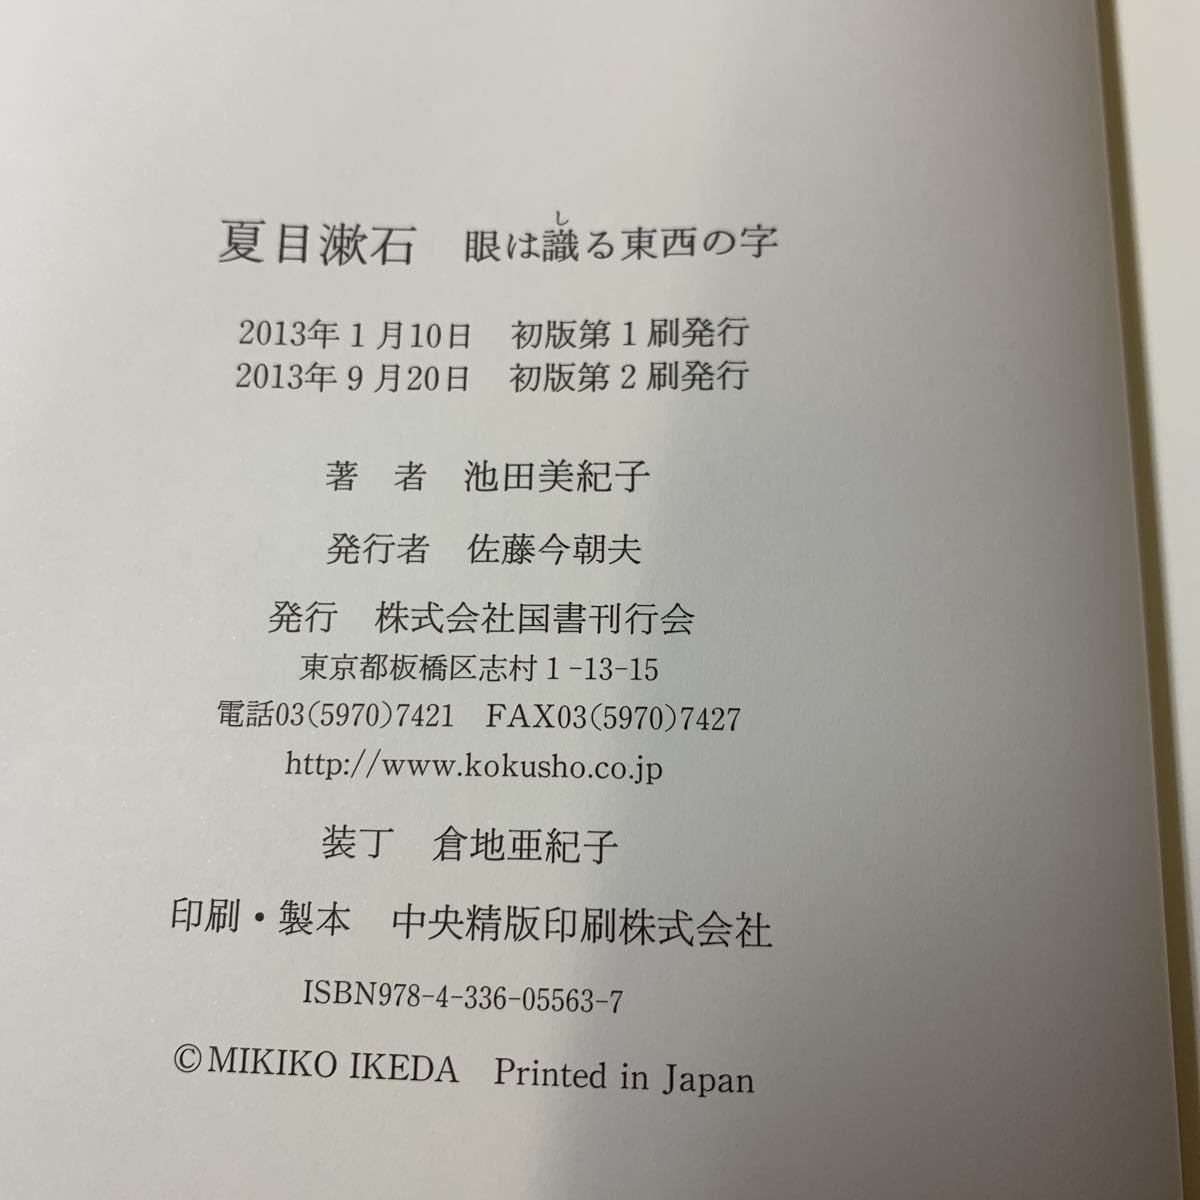 夏目漱石　眼は識る東西の字
し
2013年1月10日　初版第1刷発行
2013年9月20日　初版第2刷発行
著　者　池田美紀子
発行者　佐藤今朝夫
発行　株式会社国書刊行会
東京都板橋区志村1-13-15
電話03(5970)7421　FAX03(5970)7427
http://www.kokusho.co.jp
装丁　倉地亜紀子
印刷・製本　中央精版印刷株式会社
ISBN978-4-336-05563-7
©MIKIKO IKEDA　Printed in Japan